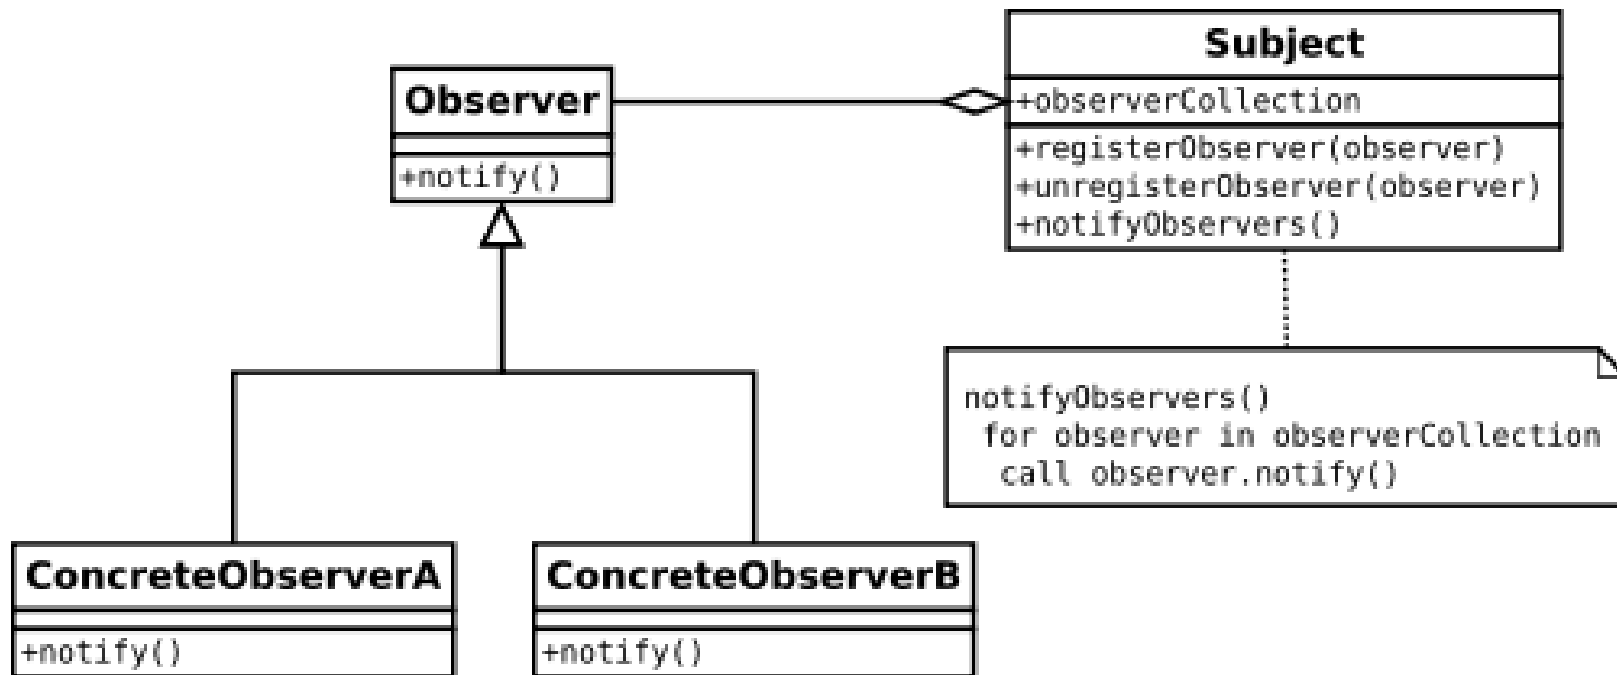 Observer
+notify()
Subject
+observerCollection
+registerObserver(observer)
+unregisterObserver(observer)
+notifyObservers()
notifyObservers()
for observer in observerCollection
call observer.notify()
ConcreteObserverA
+notify()
ConcreteObserverB
+notify()